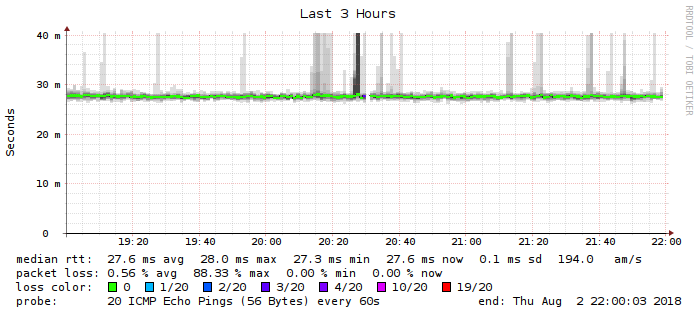 Last 3 Hours
RRDTOOL / TOBI OETIKER
Seconds
40 m
30 m
20 m
10 m
0
19:20 19:40 20:00 20:20 20:40 21:00 21:20 21:40 22:00
median rtt: 27.6 ms avg 28.0 ms max 27.3 ms min 27.6 ms now 0.1 ms sd 194.0 am/s
packet loss: 0.56 % avg 88.33 % max 0.00 % min 0.00 % now
loss color: 0 1/20 2/20 3/20 4/20 10/20 19/20
probe: 20 ICMP Echo Pings (56 Bytes) every 60s end: Thu Aug 2 22:00:03 2018